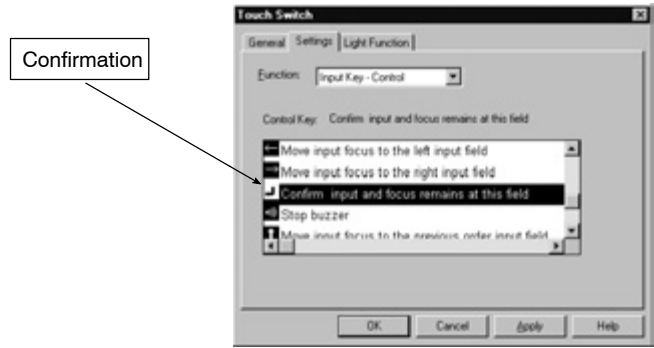 Touch Switch
General Settings Light Function
Confirmation
Function: Input Key - Control
Control Key: Confirm input and focus remains at this field
Move input focus to the left input field
Move input focus to the right input field
Confirm input and focus remains at this field
Stop buzzer
Move input focus to the previous order input field
OK Cancel Apply Help